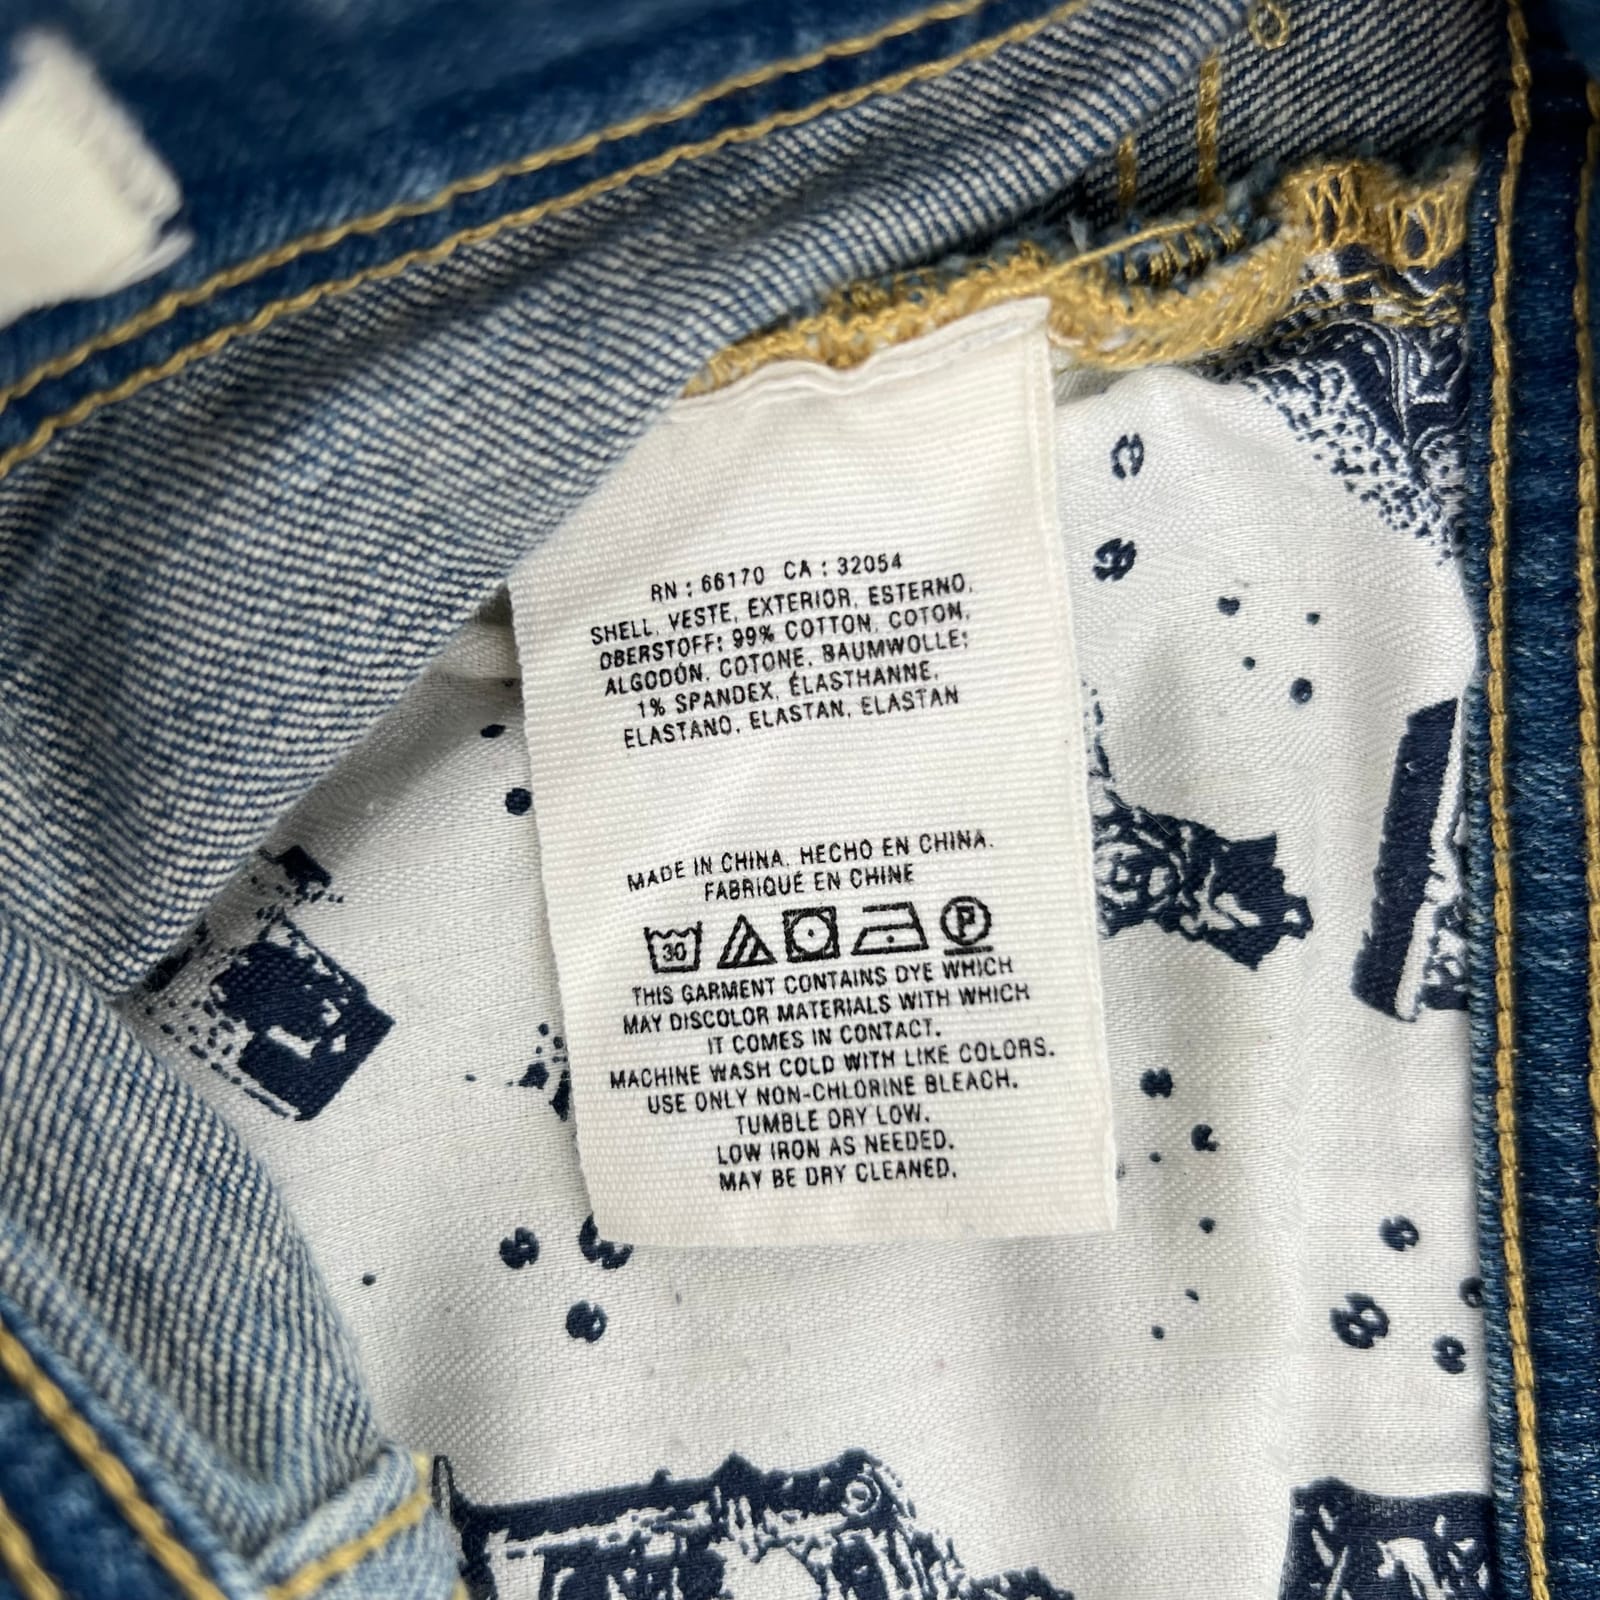 RN : 66170 CA : 32054
SHELL, VESTE, EXTERIOR, ESTERNO,
OBERSTOFF: 99% COTTON, COTON,
ALGODÓN, COTONE, BAUMWOLLE;
1% SPANDEX, ÉLASTHANNE,
ELASTANO, ELASTAN, ELASTAN
MADE IN CHINA. HECHO EN CHINA.
FABRIQUÉ EN CHINE
30 P
THIS GARMENT CONTAINS DYE WHICH
MAY DISCOLOR MATERIALS WITH WHICH
IT COMES IN CONTACT.
MACHINE WASH COLD WITH LIKE COLORS.
USE ONLY NON-CHLORINE BLEACH.
TUMBLE DRY LOW.
LOW IRON AS NEEDED.
MAY BE DRY CLEANED.